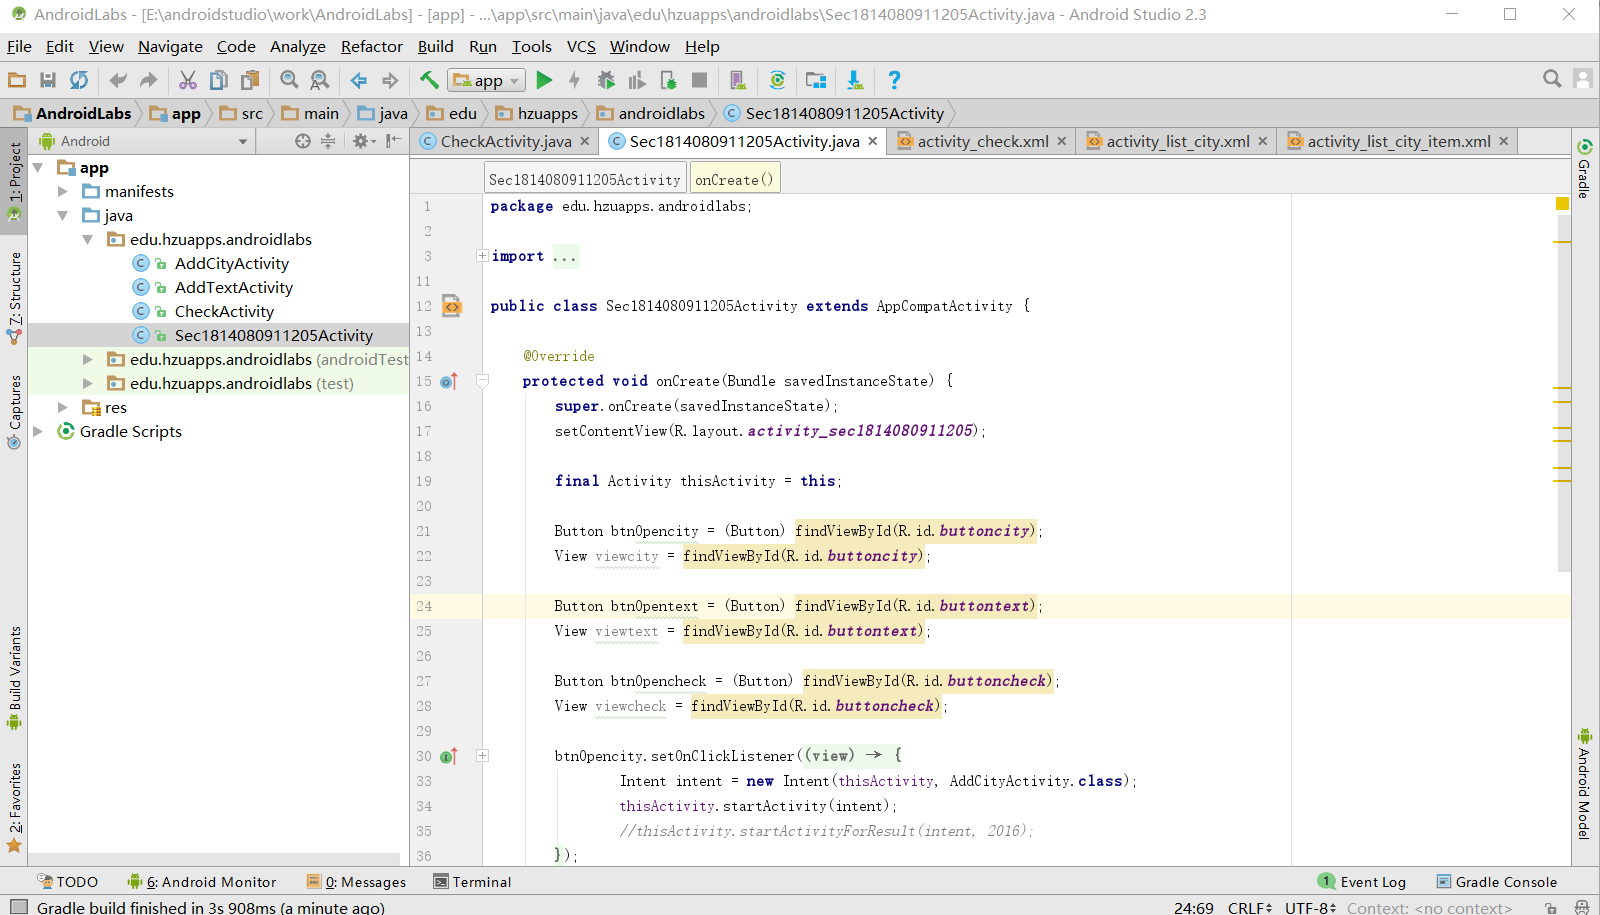 AndroidLabs - [E:\androidstudio\work\AndroidLabs] - [app] - ...\app\src\main\java\edu\hzuapps\androidlabs\Sec1814080911205Activity.java - Android Studio 2.3
File Edit View Navigate Code Analyze Refactor Build Run Tools VCS Window Help
app
AndroidLabs app src main java edu hzuapps androidlabs Sec1814080911205Activity
Android
CheckActivity.java Sec1814080911205Activity.java activity_check.xml activity_list_city.xml activity_list_city_item.xml
1: Project
Z: Structure
Captures
Build Variants
2: Favorites
app
manifests
java
edu.hzuapps.androidlabs
AddCityActivity
AddTextActivity
CheckActivity
Sec1814080911205Activity
edu.hzuapps.androidlabs (androidTest
edu.hzuapps.androidlabs (test)
res
Gradle Scripts
Sec1814080911205Activity onCreate()
1 package edu.hzuapps.androidlabs;
2
3 import ...
11
12 public class Sec1814080911205Activity extends AppCompatActivity {
13
14 @Override
15 protected void onCreate(Bundle savedInstanceState) {
16 super.onCreate(savedInstanceState);
17 setContentView(R.layout.activity_sec1814080911205);
18
19 final Activity thisActivity = this;
20
21 Button btnOpencity = (Button) findViewById(R.id.buttoncity);
22 View viewcity = findViewById(R.id.buttoncity);
23
24 Button btnOpentext = (Button) findViewById(R.id.buttontext);
25 View viewtext = findViewById(R.id.buttontext);
26
27 Button btnOpencheck = (Button) findViewById(R.id.buttoncheck);
28 View viewcheck = findViewById(R.id.buttoncheck);
29
30 btnOpencity.setOnClickListener((view) → {
33 Intent intent = new Intent(thisActivity, AddCityActivity.class);
34 thisActivity.startActivity(intent);
35 //thisActivity.startActivityForResult(intent, 2016);
36 });
Gradle
Android Model
TODO 6: Android Monitor 0: Messages Terminal 1 Event Log Gradle Console
Gradle build finished in 3s 908ms (a minute ago) 24:69 CRLF UTF-8 Context: <no context>